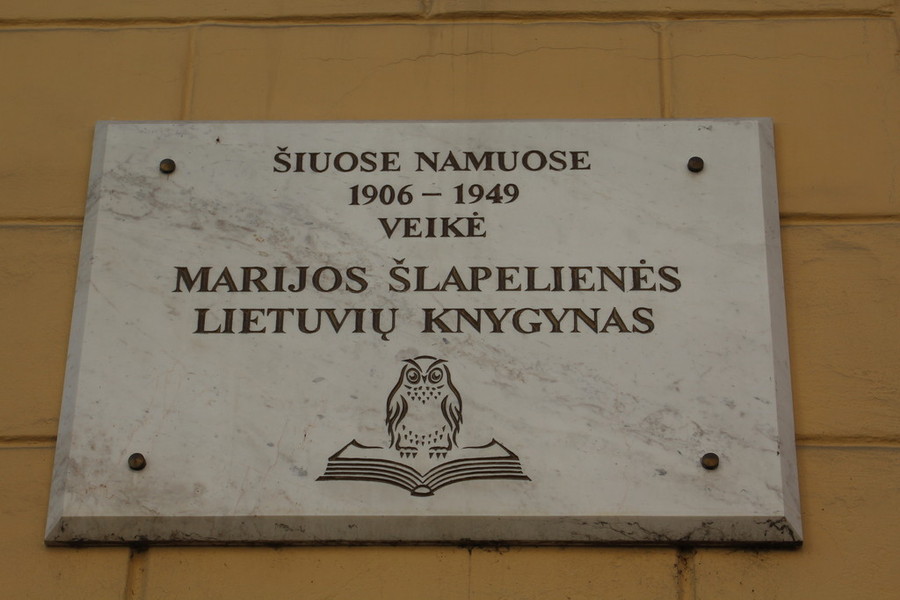 ŠIUOSE NAMUOSE
1906 – 1949
VEIKĖ
MARIJOS ŠLAPELIENĖS
LIETUVIŲ KNYGYNAS